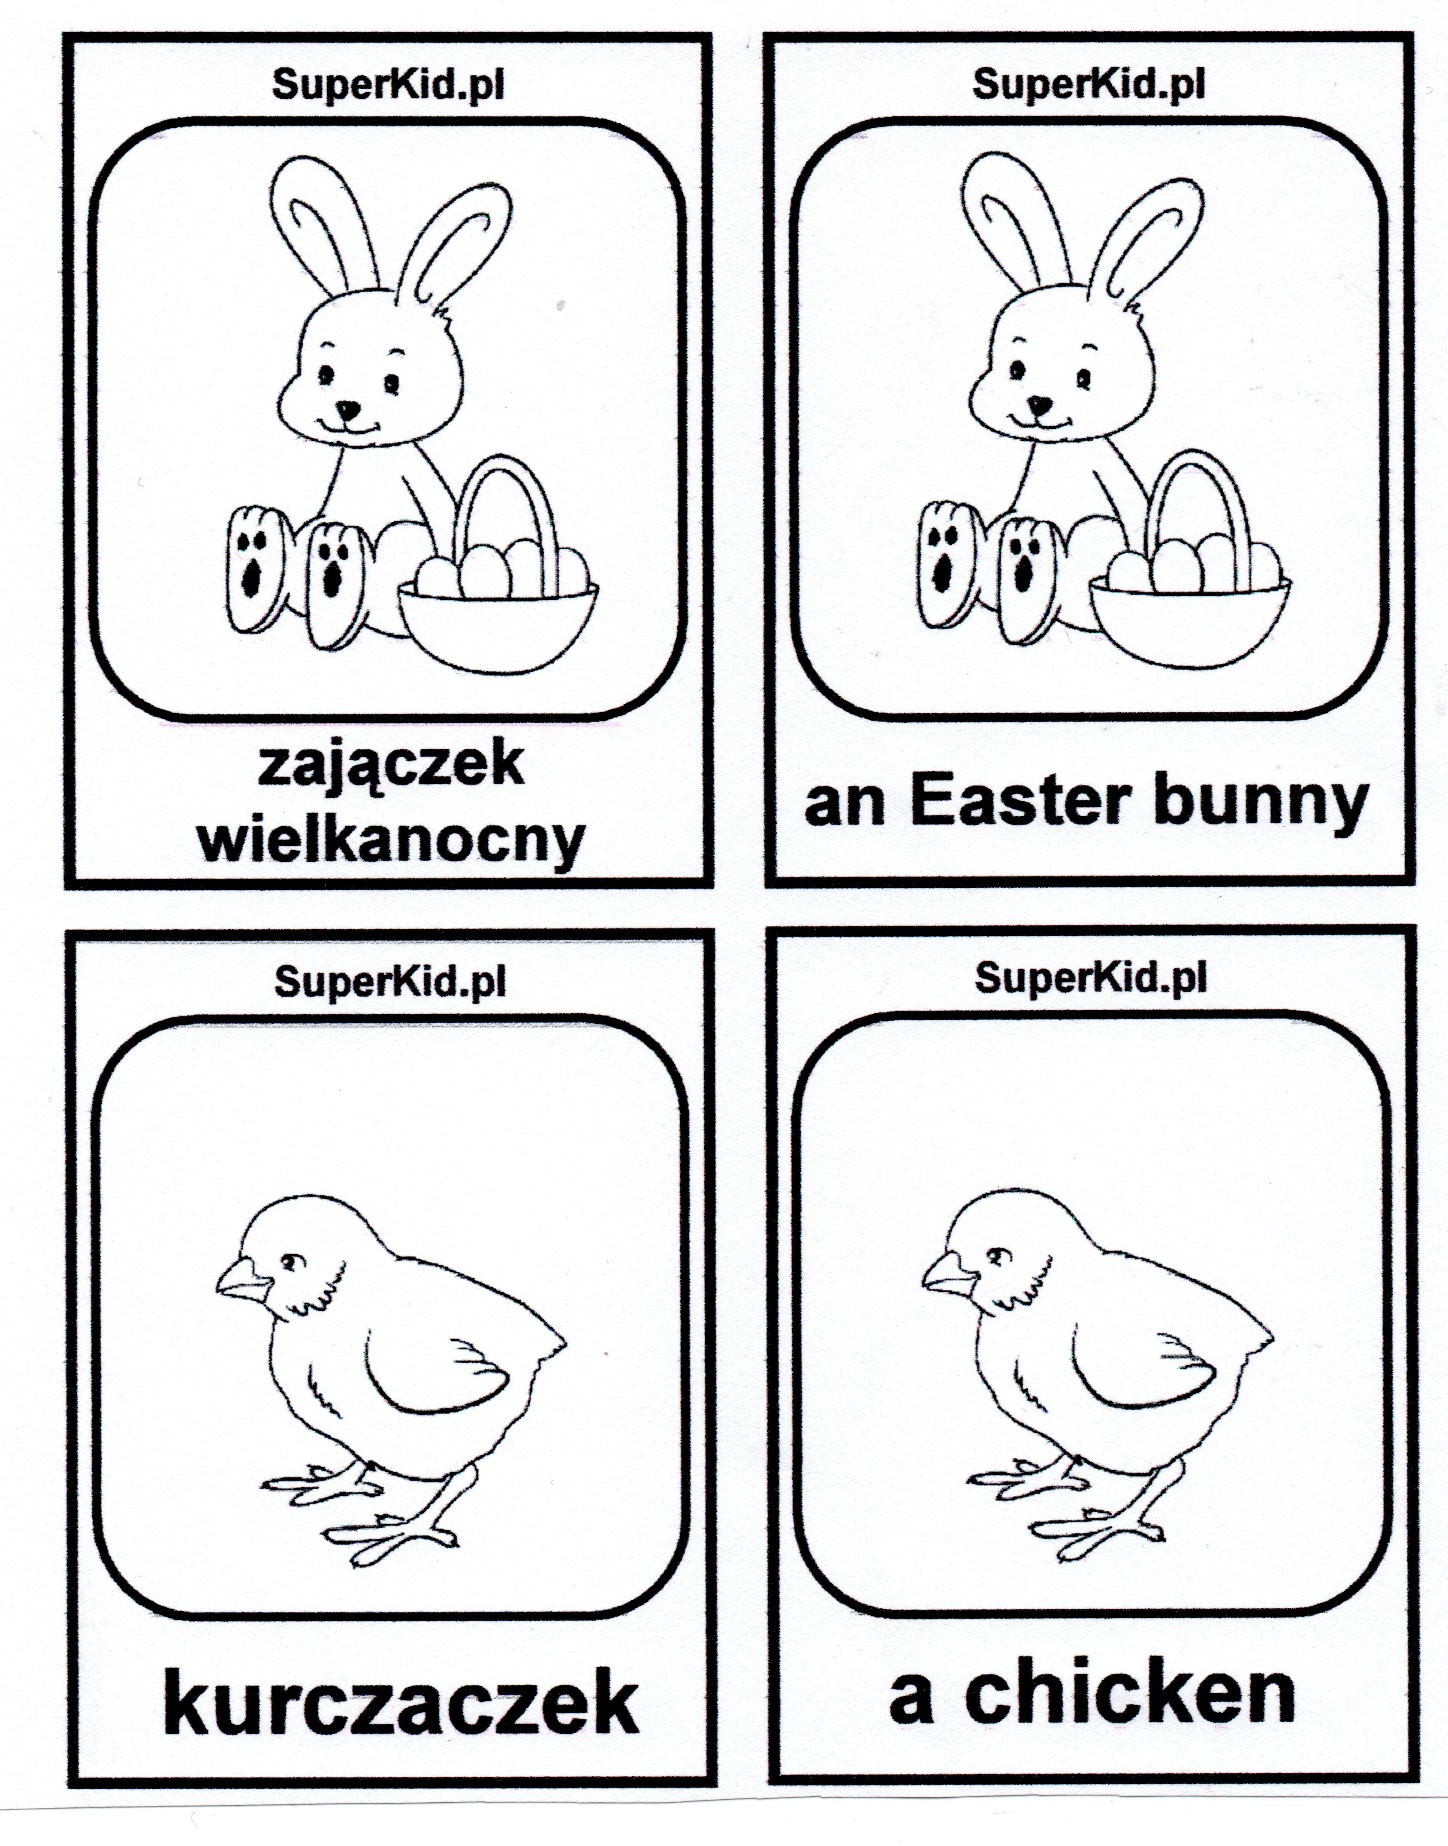 SuperKid.pl
zajączek
wielkanocny
SuperKid.pl
an Easter bunny
SuperKid.pl
kurczaczek
SuperKid.pl
a chicken